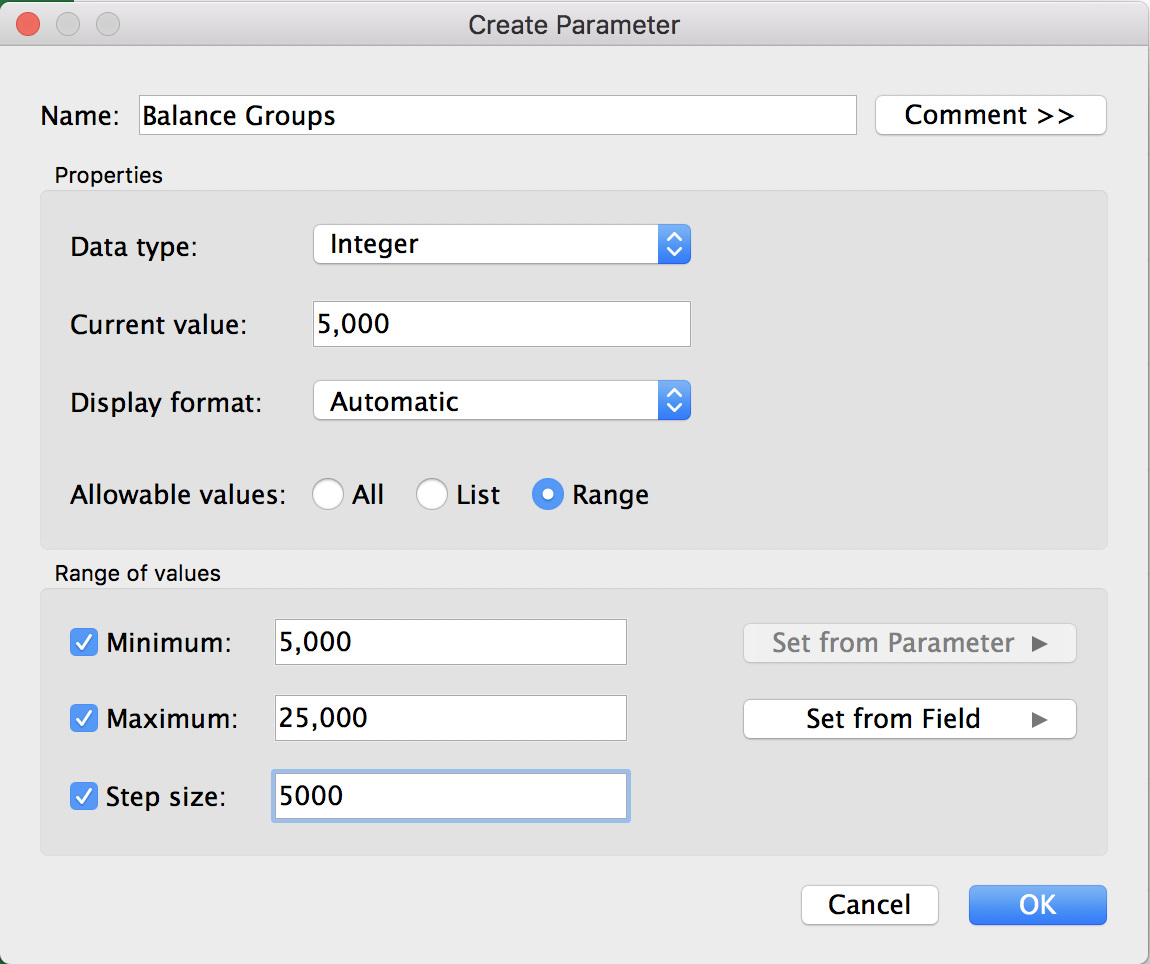 Create Parameter
Name: Balance Groups Comment >>
Properties
Data type: Integer
Current value: 5,000
Display format: Automatic
Allowable values: All List Range
Range of values
Minimum: 5,000 Set from Parameter ▶
Maximum: 25,000 Set from Field ▶
Step size: 5000
Cancel OK